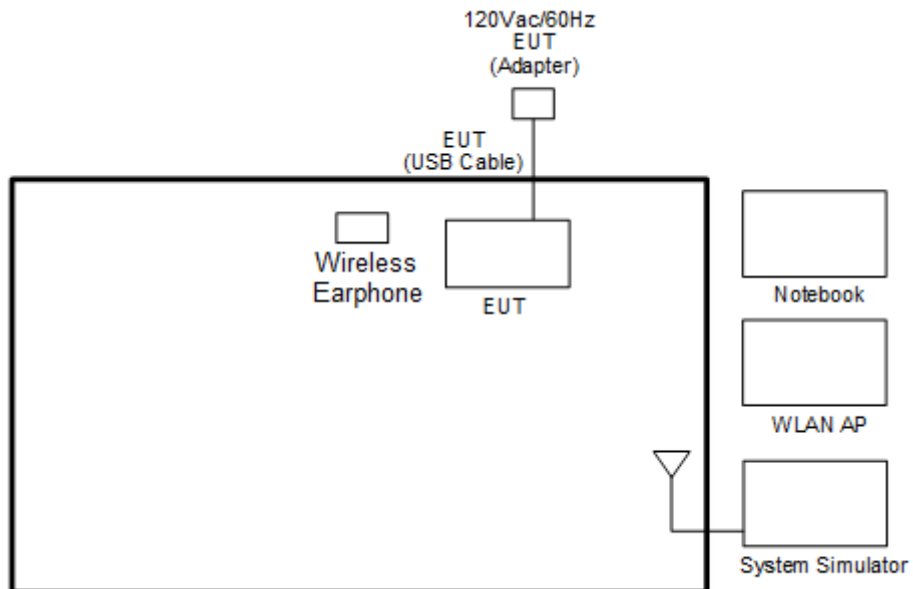 120Vac/60Hz
EUT
(Adapter)
EUT
(USB Cable)
Wireless
Earphone
EUT
Notebook
WLAN AP
System Simulator